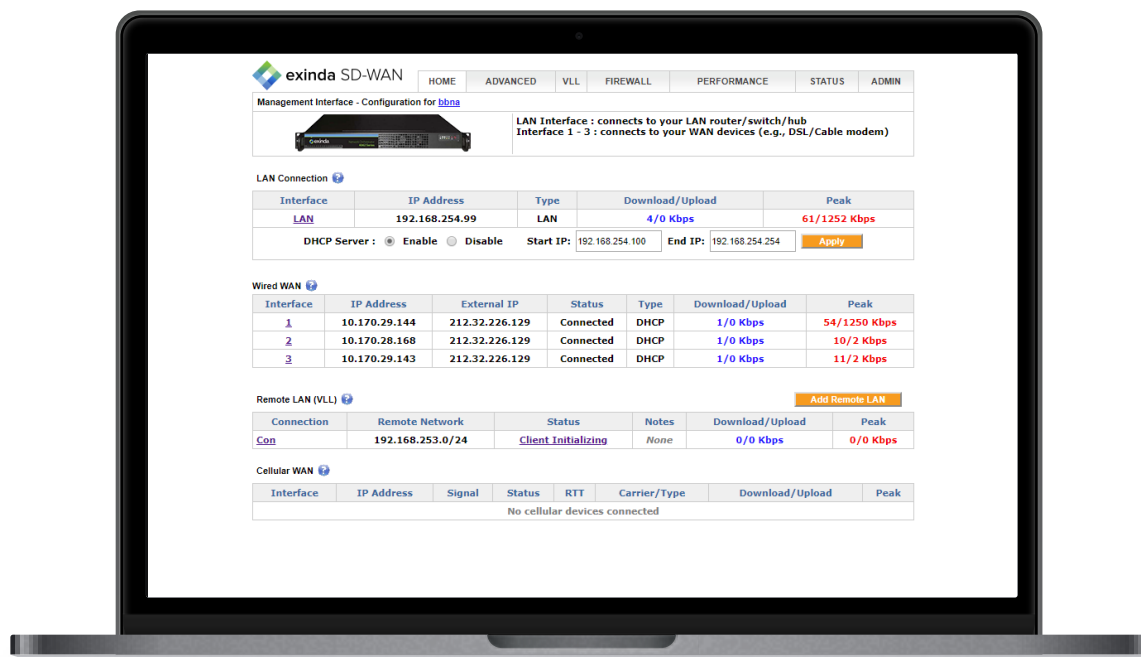 exinda SD-WAN HOME ADVANCED VLL FIREWALL PERFORMANCE STATUS ADMIN
Management Interface - Configuration for bbna
LAN Interface : connects to your LAN router/switch/hub
Interface 1 - 3 : connects to your WAN devices (e.g., DSL/Cable modem)
exinda
LAN Connection ?
Interface IP Address Type Download/Upload Peak
LAN 192.168.254.99 LAN 4/0 Kbps 61/1252 Kbps
DHCP Server : Enable Disable Start IP: 192.168.254.100 End IP: 192.168.254.254 Apply
Wired WAN ?
Interface IP Address External IP Status Type Download/Upload Peak
1 10.170.29.144 212.32.226.129 Connected DHCP 1/0 Kbps 54/1250 Kbps
2 10.170.28.168 212.32.226.129 Connected DHCP 1/0 Kbps 10/2 Kbps
3 10.170.29.143 212.32.226.129 Connected DHCP 1/0 Kbps 11/2 Kbps
Remote LAN (VLL) ? Add Remote LAN
Connection Remote Network Status Notes Download/Upload Peak
Con 192.168.253.0/24 Client Initializing None 0/0 Kbps 0/0 Kbps
Cellular WAN ?
Interface IP Address Signal Status RTT Carrier/Type Download/Upload Peak
No cellular devices connected